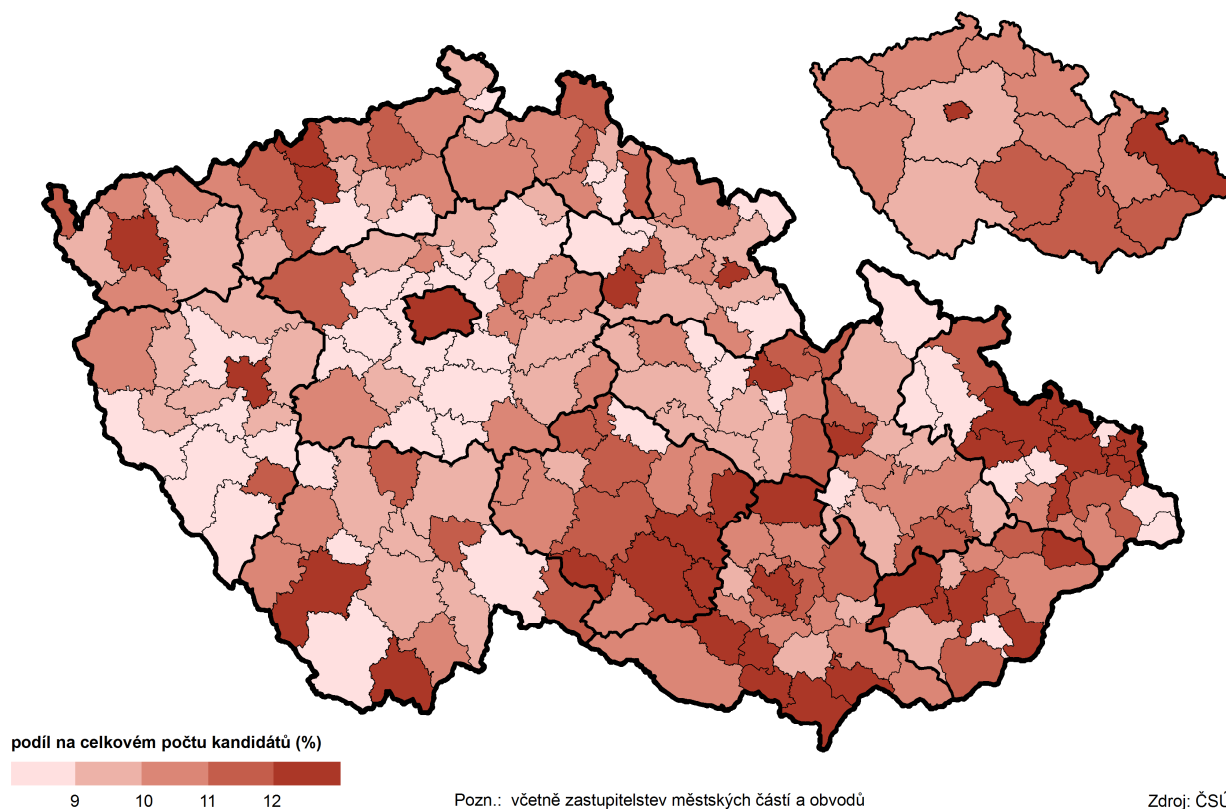 podíl na celkovém počtu kandidátů (%)
9 10 11 12
Pozn.: včetně zastupitelstev městských částí a obvodů
Zdroj: ČSÚ